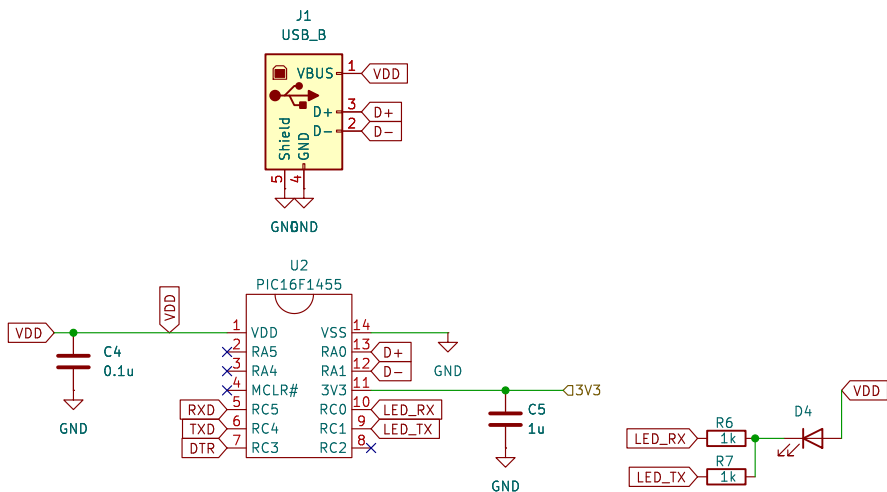 J1
USB_B
VBUS 1 VDD
D+ 3 D+
D- 2 D-
Shield
GND
5
4
GND
GND
U2
PIC16F1455
VDD
VDD 1 VDD VSS 14
2 RA5 RA0 13 D+
3 RA4 RA1 12 D-
4 MCLR# 3V3 11 3V3
RXD 5 RC5 RC0 10 LED_RX
TXD 6 RC4 RC1 9 LED_TX
DTR 7 RC3 RC2 8
C4
0.1u
GND
GND
C5
1u
GND
VDD
D4
R6
LED_RX 1k
R7
LED_TX 1k